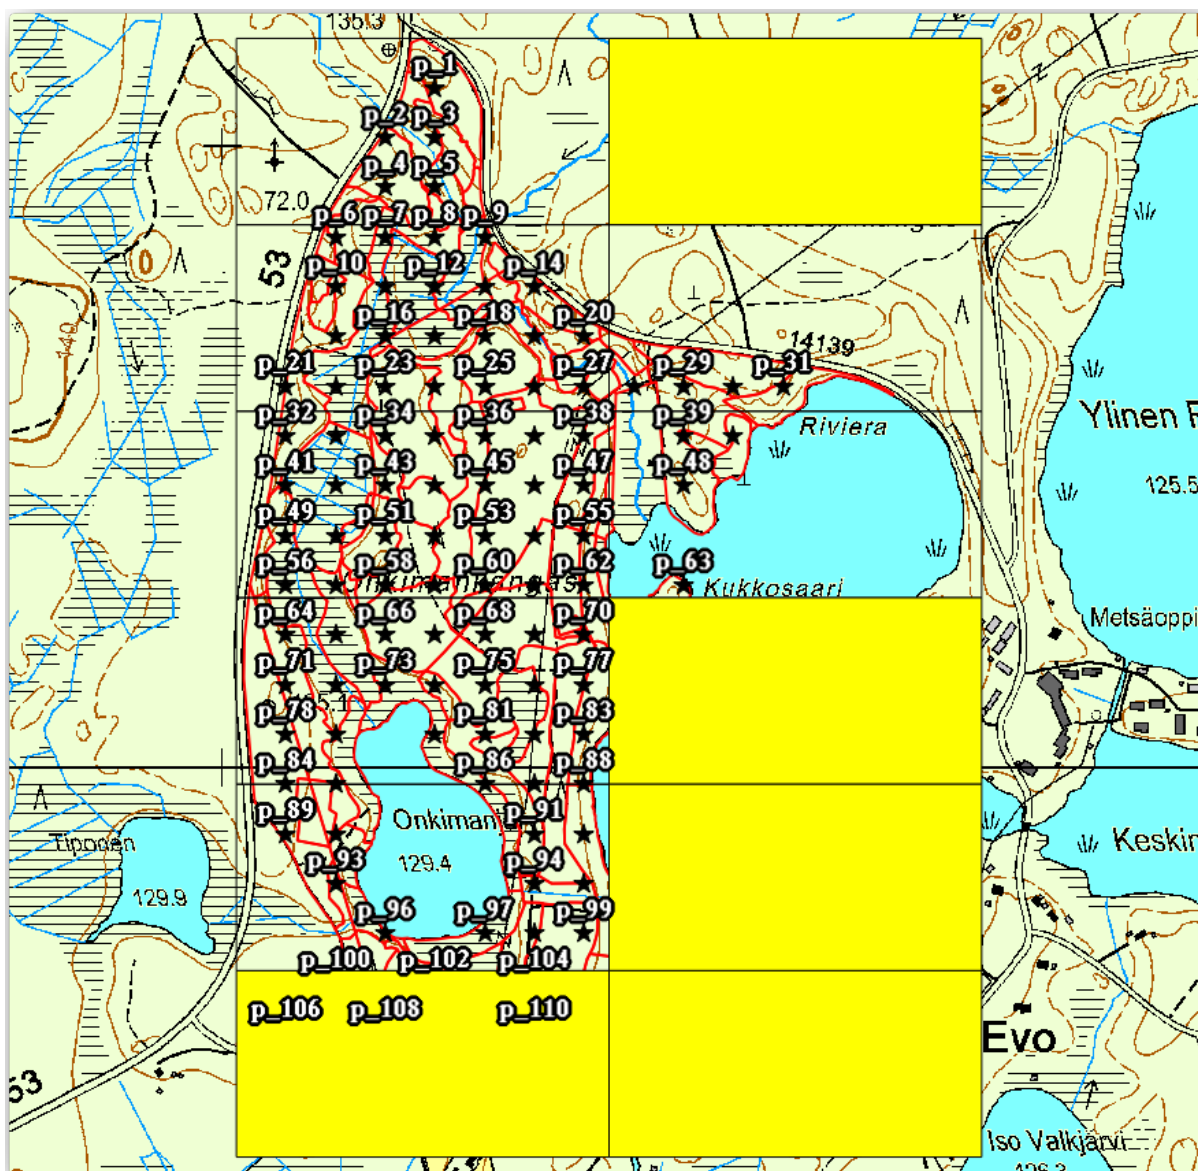 135.3
p_1
p_2 p_3
p_4 p_5
72.0
p_6 p_7 p_8 p_9
53
p_10 p_12 p_14
p_16 p_18 p_20
14139
140
p_21 p_23 p_25 p_27 p_29 p_31
p_32 p_34 p_36 p_38 p_39
Riviera
Ylinen R
p_41 p_43 p_45 p_47 p_48
125.5
p_49 p_51 p_53 p_55
p_56 p_58 p_60 p_62 p_63
Kukkosaari
p_64 p_66 p_68 p_70
Metsäoppi
p_71 p_73 p_75 p_77
p_78 p_81 p_83
p_84 p_86 p_88
p_89 p_91
Onkiman
Tipoden
Keskin
p_93 129.4 p_94
129.9
p_96 p_97 p_99
p_100 p_102 p_104
p_106 p_108 p_110
Evo
53
Iso Valkjärvi
126.3